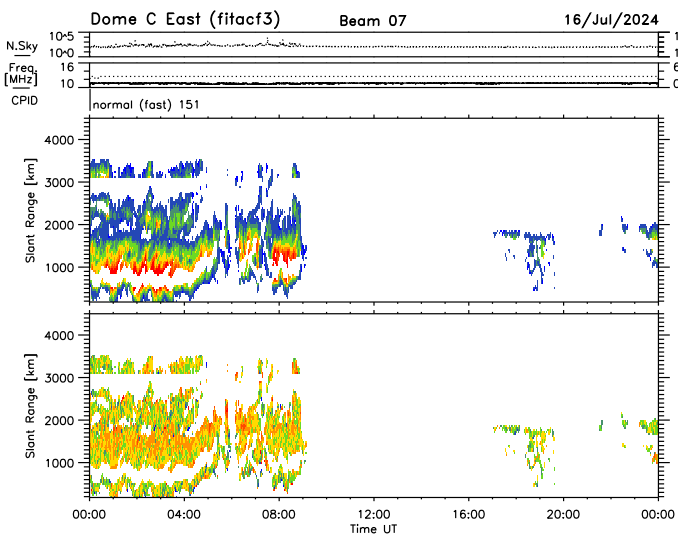 Dome C East (fitacf3) Beam 07 16/Jul/2024
N.Sky 10^5 10^0 1 1
Freq. [MHz] 16 10 6 0
CPID normal (fast) 151
Slant Range [km] 4000 3000 2000 1000
Slant Range [km] 4000 3000 2000 1000
00:00 04:00 08:00 12:00 16:00 20:00 00:00
Time UT